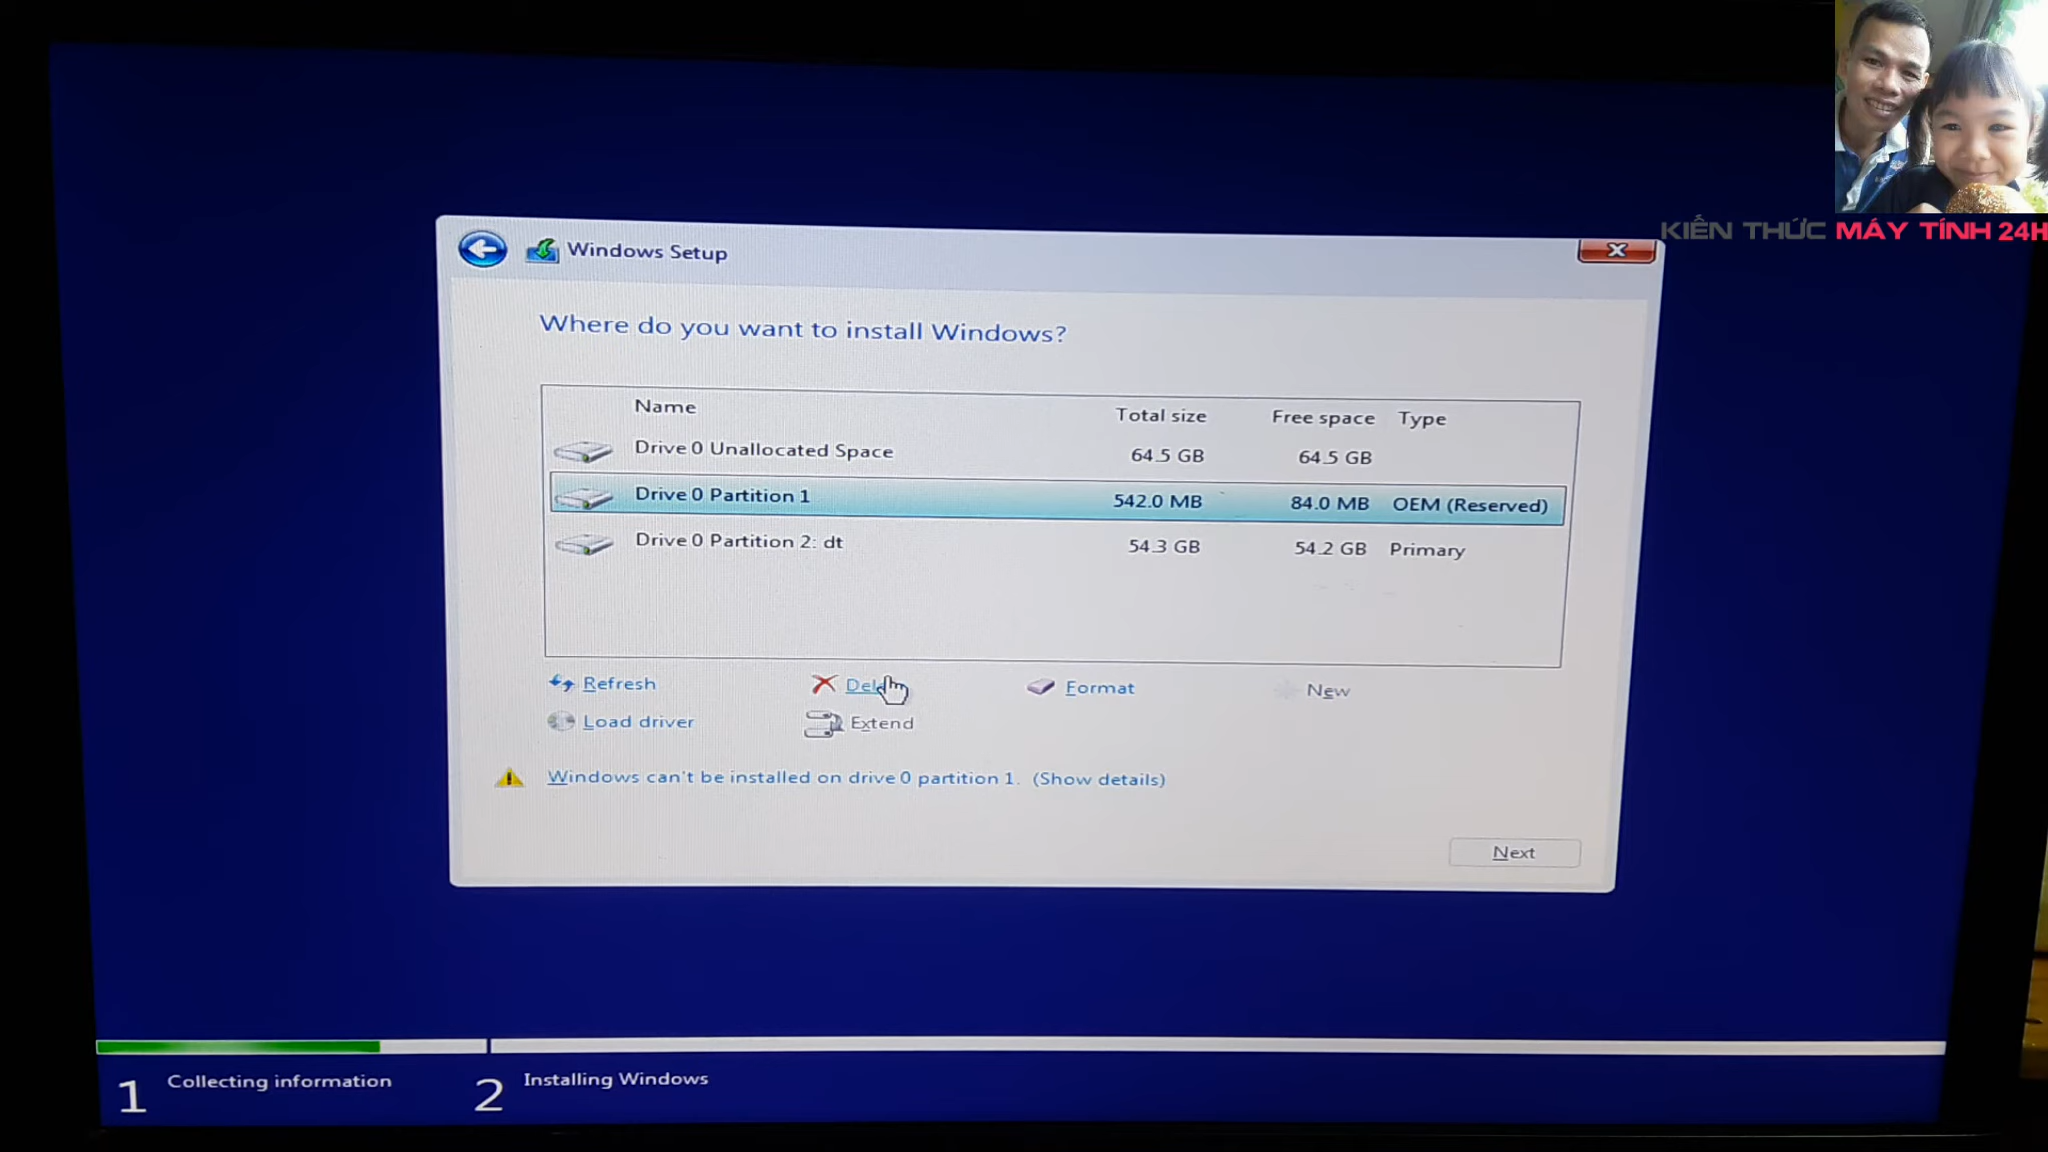 KIẾN THỨC MÁY TÍNH 24H
Windows Setup
Where do you want to install Windows?
Name Total size Free space Type
Drive 0 Unallocated Space 64.5 GB 64.5 GB
Drive 0 Partition 1 542.0 MB 84.0 MB OEM (Reserved)
Drive 0 Partition 2: dt 54.3 GB 54.2 GB Primary
Refresh Format New
Load driver Extend
Windows can't be installed on drive 0 partition 1. (Show details)
Next
1 Collecting information 2 Installing Windows